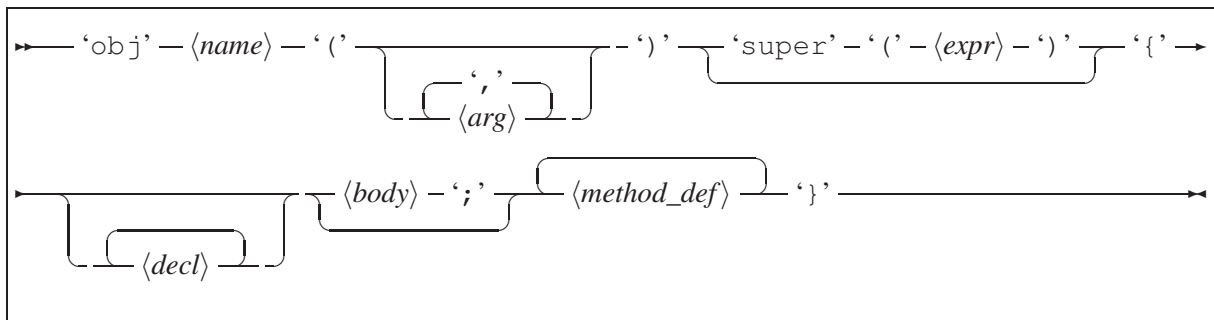 ‘obj’ ⟨name⟩ ‘(’ ‘)’ ‘super’ ‘(’ ⟨expr⟩ ‘)’ ‘{’
‘,’
⟨arg⟩
⟨body⟩ ‘;’ ⟨method_def⟩ ‘}’
⟨decl⟩